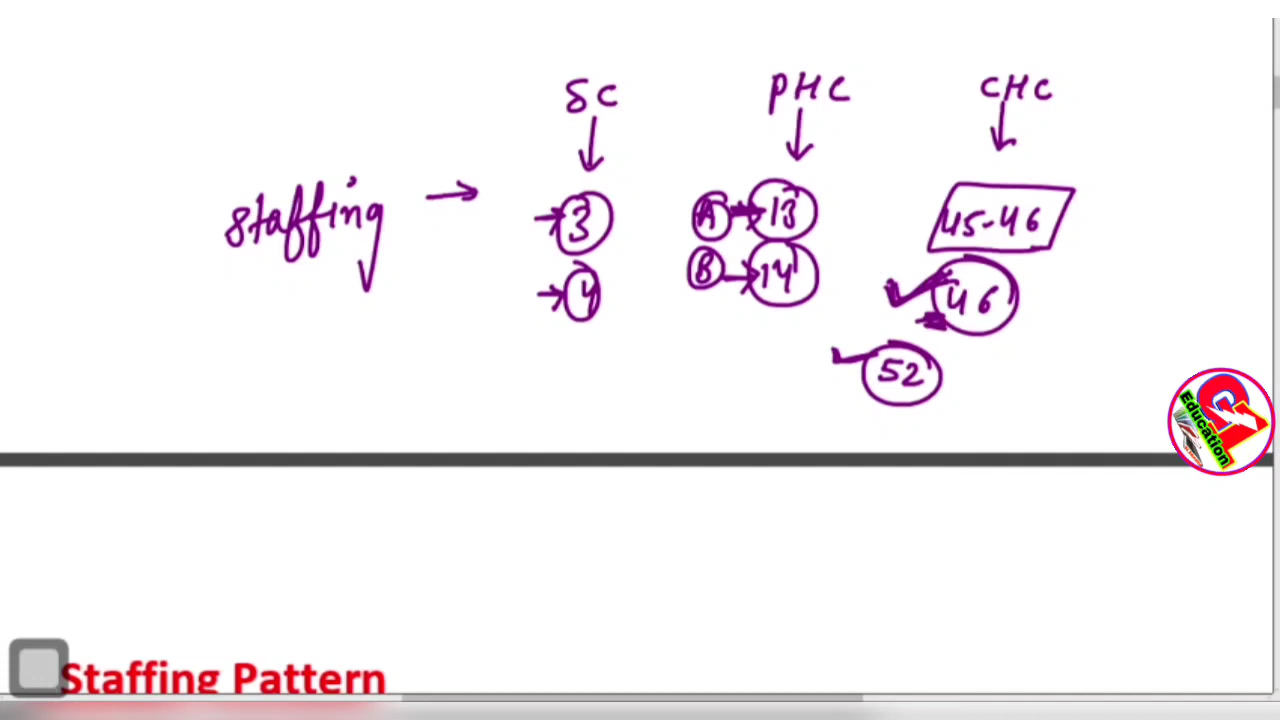 SC PHC CHC
staffing → 3 A → 13 45-46
4 B → 14 46
52
Education
Staffing Pattern